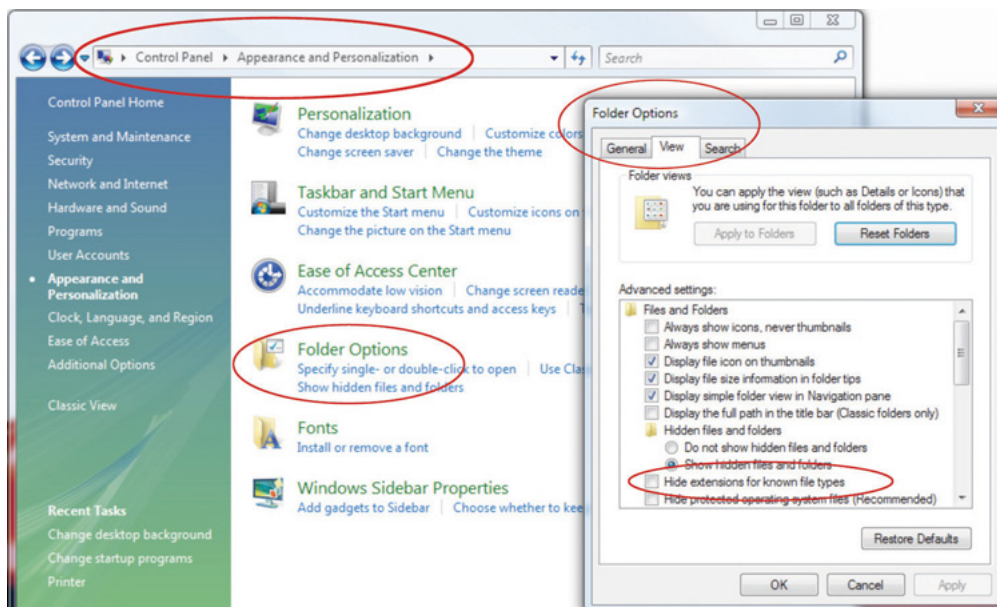 Control Panel Appearance and Personalization
Search
Control Panel Home
System and Maintenance
Security
Network and Internet
Hardware and Sound
Programs
User Accounts
Appearance and
Personalization
Clock, Language, and Region
Ease of Access
Additional Options
Classic View
Recent Tasks
Change desktop background
Change startup programs
Printer
Personalization
Change desktop background Customize colors
Change screen saver Change the theme
Taskbar and Start Menu
Customize the Start menu Customize icons on
Change the picture on the Start menu
Ease of Access Center
Accommodate low vision Change screen reade
Underline keyboard shortcuts and access keys
Folder Options
Specify single- or double-click to open Use Clas
Show hidden files and folders
Fonts
Install or remove a font
Windows Sidebar Properties
Add gadgets to Sidebar Choose whether to kee
Folder Options
General View Search
Folder views
You can apply the view (such as Details or Icons) that
you are using for this folder to all folders of this type.
Apply to Folders Reset Folders
Advanced settings:
Files and Folders
Always show icons, never thumbnails
Always show menus
Display file icon on thumbnails
Display file size information in folder tips
Display simple folder view in Navigation pane
Display the full path in the title bar (Classic folders only)
Hidden files and folders
Do not show hidden files and folders
Show hidden files and folders
Hide extensions for known file types
Hide protected operating system files (Recommended)
Restore Defaults
OK Cancel Apply